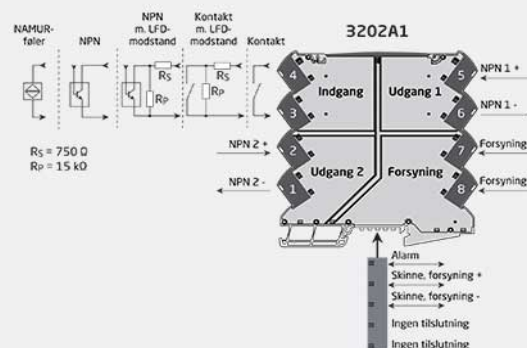 NAMUR-
føler
NPN
NPN
m. LFD-
modstand
Kontakt
m. LFD-
modstand
Kontakt
RS
RP
RS
RP
RS = 750 Ω
RP = 15 kΩ
3202A1
4
3
2
1
5
6
7
8
Indgang
Udgang 1
Udgang 2
Forsyning
NPN 1 +
NPN 1 -
Forsyning
Forsyning
NPN 2 +
NPN 2 -
Alarm
Skinne, forsyning +
Skinne, forsyning -
Ingen tilslutning
Ingen tilslutning